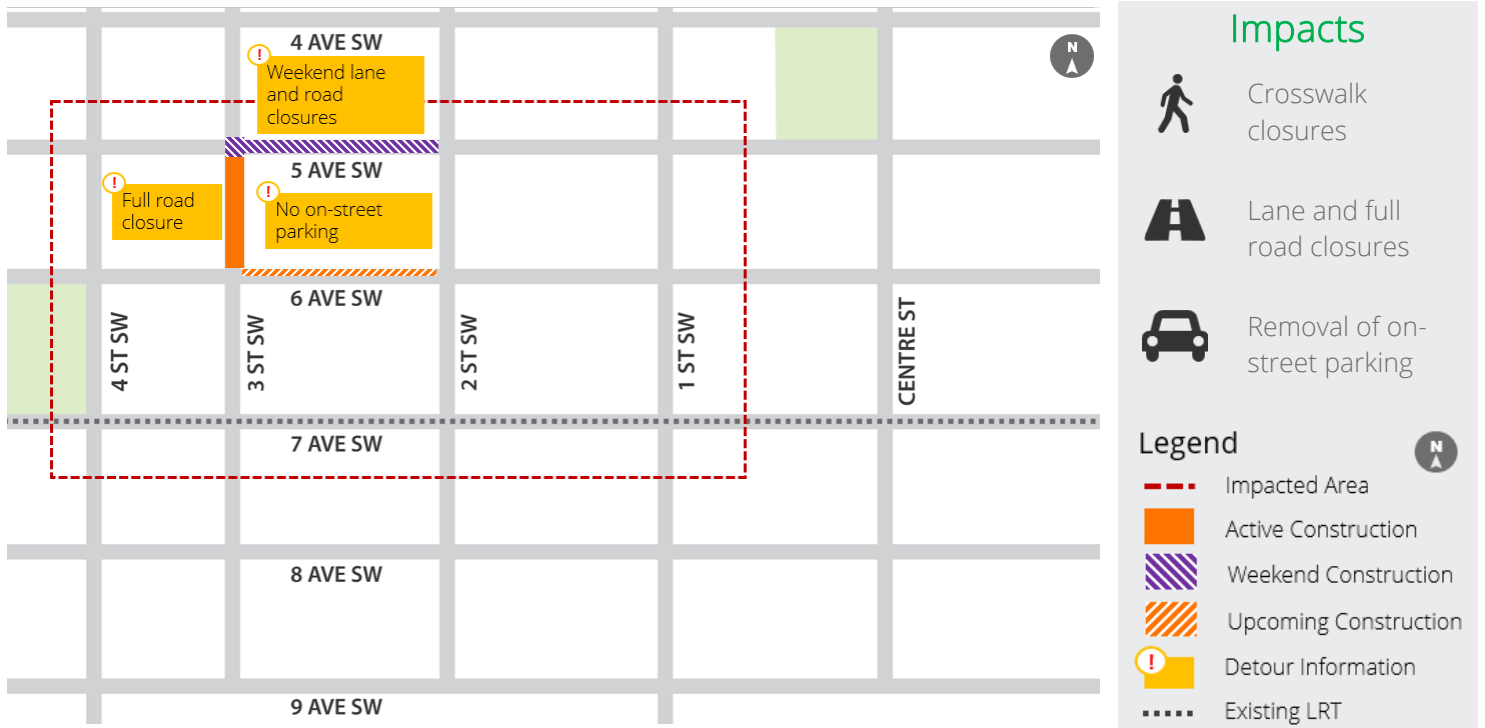 4 AVE SW
!
Weekend lane
and road
closures
N
5 AVE SW
!
Full road
closure
!
No on-street
parking
6 AVE SW
4 ST SW
3 ST SW
2 ST SW
1 ST SW
CENTRE ST
7 AVE SW
8 AVE SW
9 AVE SW
Impacts
Crosswalk
closures
Lane and full
road closures
Removal of on-
street parking
Legend
N
Impacted Area
Active Construction
Weekend Construction
Upcoming Construction
!
Detour Information
Existing LRT